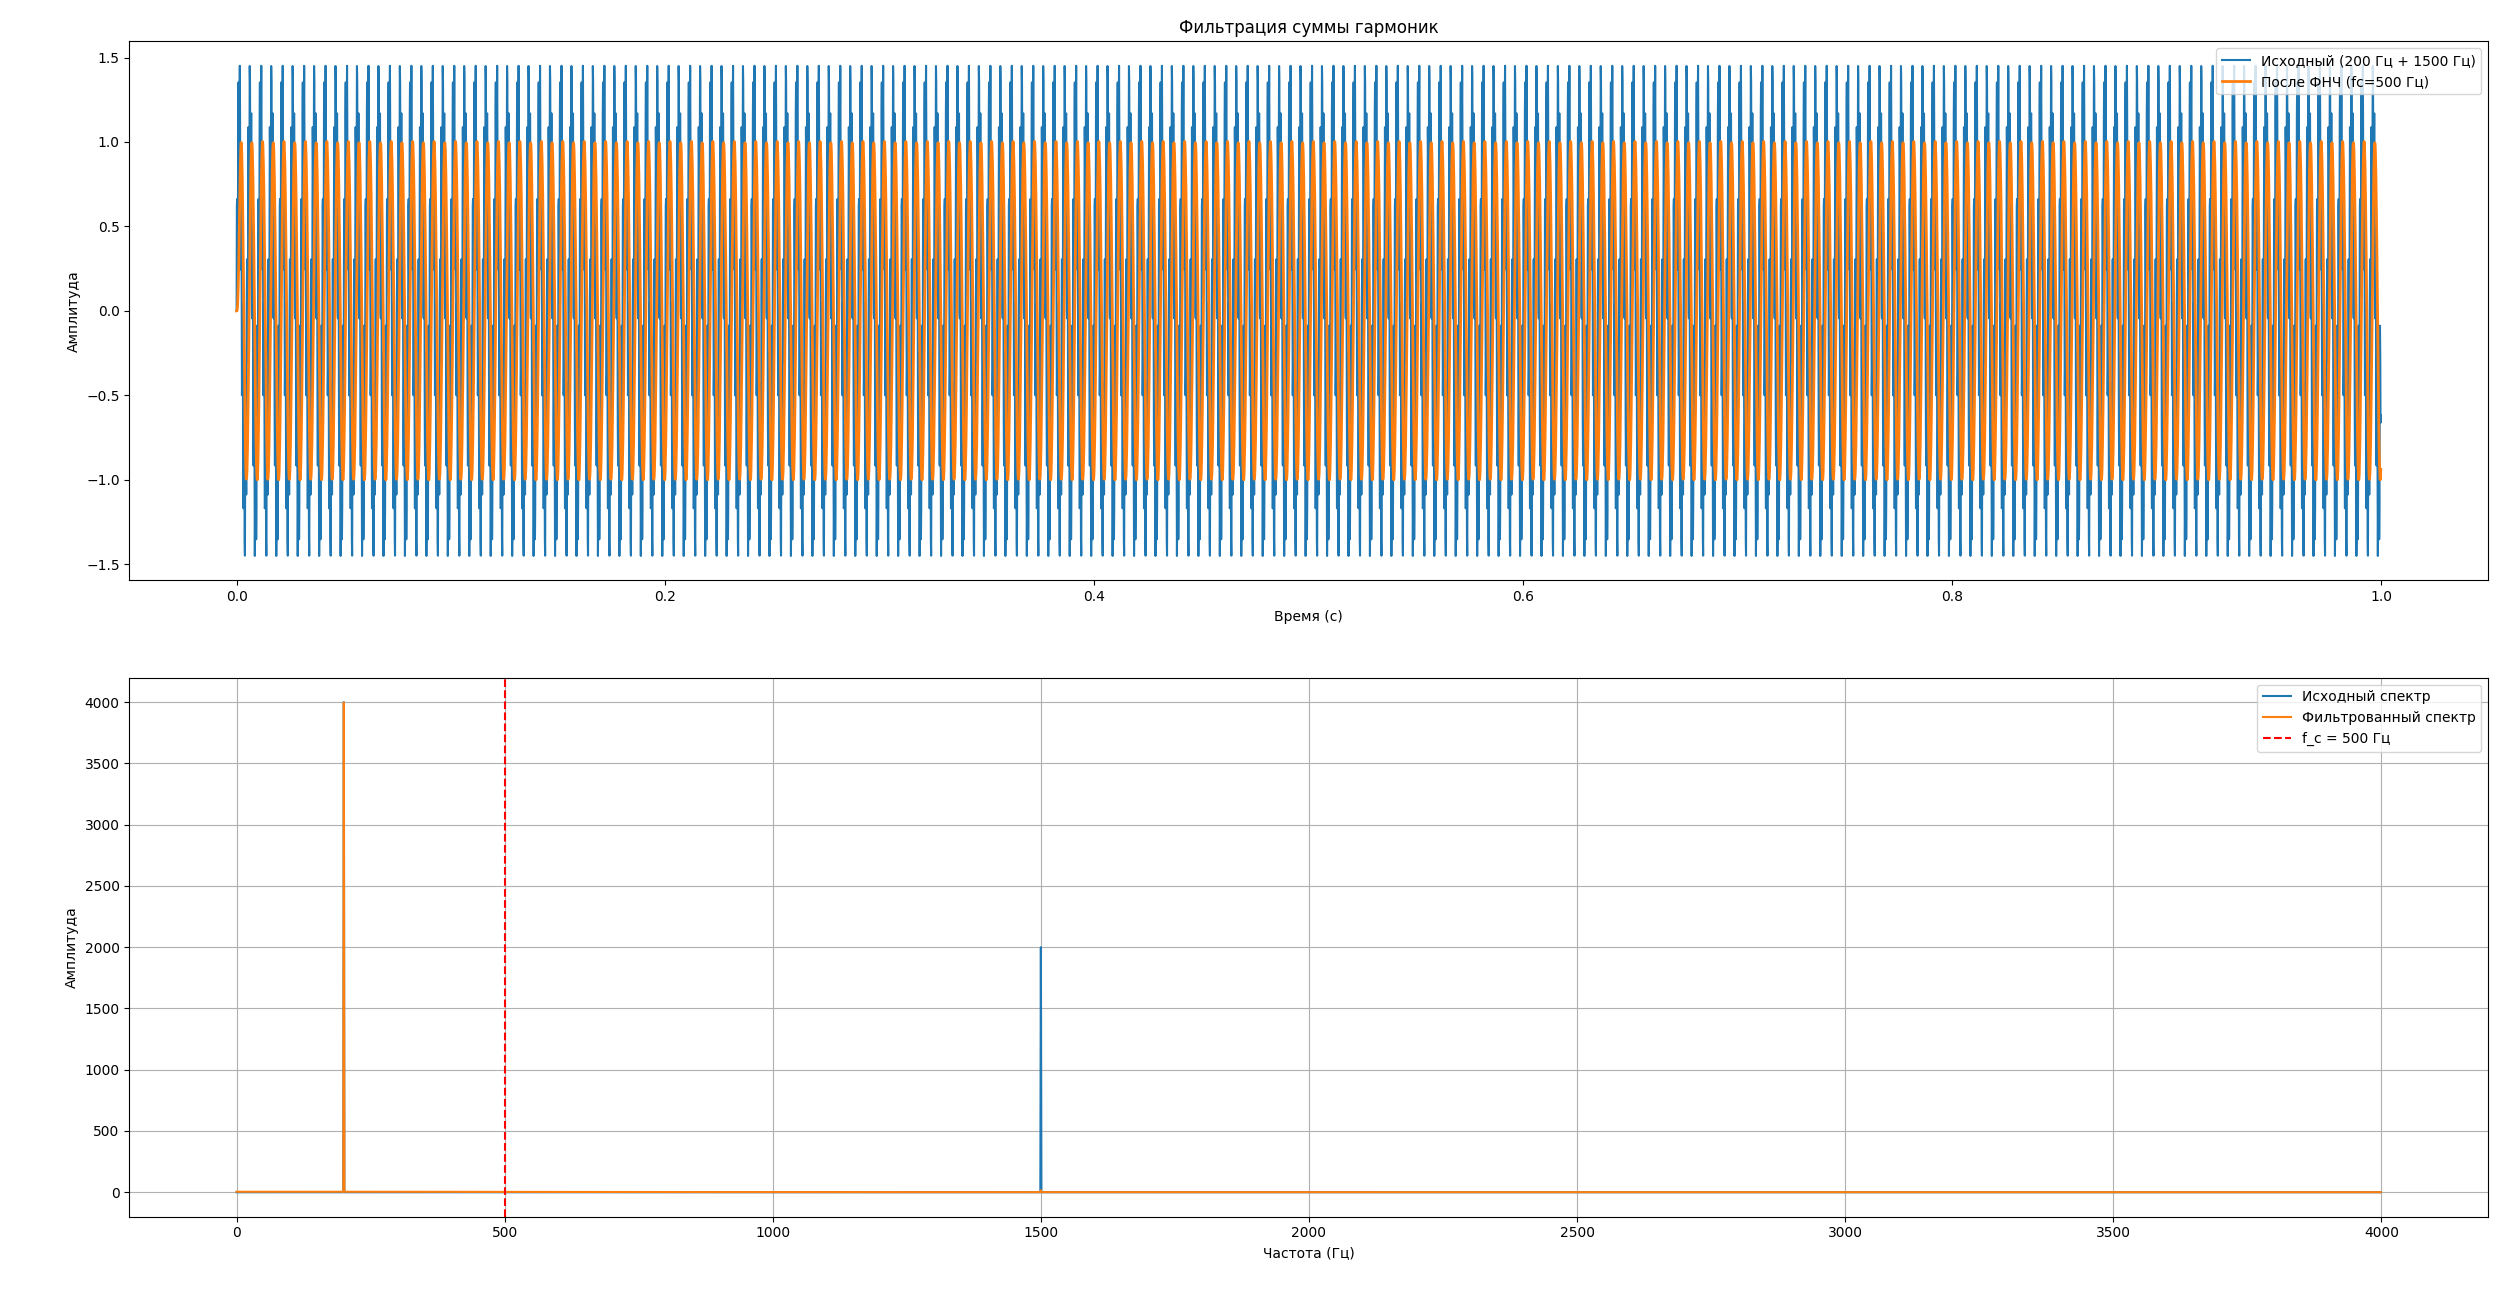 Фильтрация суммы гармоник
Исходный (200 Гц + 1500 Гц)
После ФНЧ (fc=500 Гц)
Амплитуда
1.5
1.0
0.5
0.0
−0.5
−1.0
−1.5
0.0 0.2 0.4 0.6 0.8 1.0
Время (с)
Исходный спектр
Фильтрованный спектр
f_c = 500 Гц
Амплитуда
4000
3500
3000
2500
2000
1500
1000
500
0
0 500 1000 1500 2000 2500 3000 3500 4000
Частота (Гц)